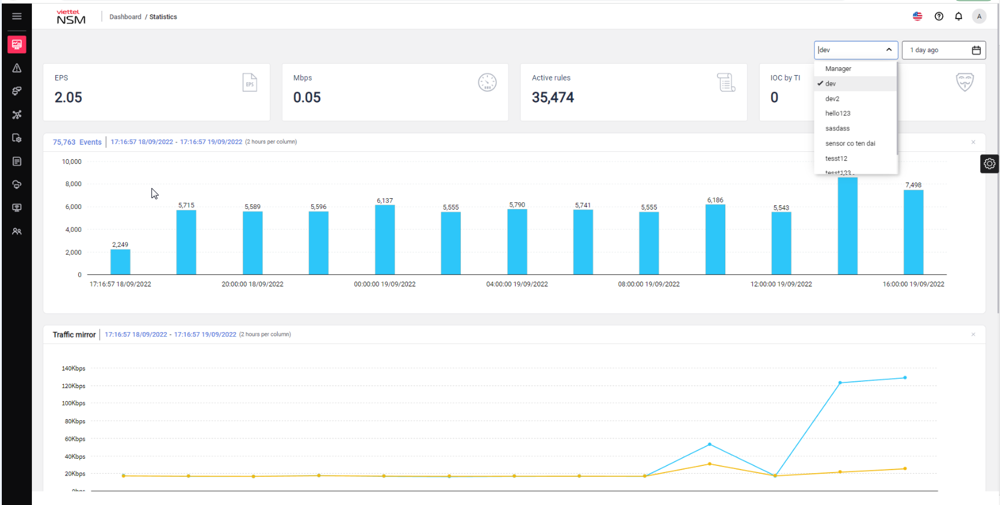 viettel
NSM
Dashboard / Statistics
A
dev
1 day ago
Manager
dev
dev2
hello123
sasdass
sensor co ten dai
tesst12
EPS
2.05
EPS
Mbps
0.05
Active rules
35,474
IOC by TI
0
75,763 Events
17:16:57 18/09/2022 - 17:16:57 19/09/2022 (2 hours per column)
10,000
8,000
6,000
4,000
2,000
0
2,249
5,715
5,589
5,596
6,137
5,555
5,790
5,741
5,555
6,186
5,543
7,498
17:16:57 18/09/2022
20:00:00 18/09/2022
00:00:00 19/09/2022
04:00:00 19/09/2022
08:00:00 19/09/2022
12:00:00 19/09/2022
16:00:00 19/09/2022
Traffic mirror
17:16:57 18/09/2022 - 17:16:57 19/09/2022 (2 hours per column)
140Kbps
120Kbps
100Kbps
80Kbps
60Kbps
40Kbps
20Kbps